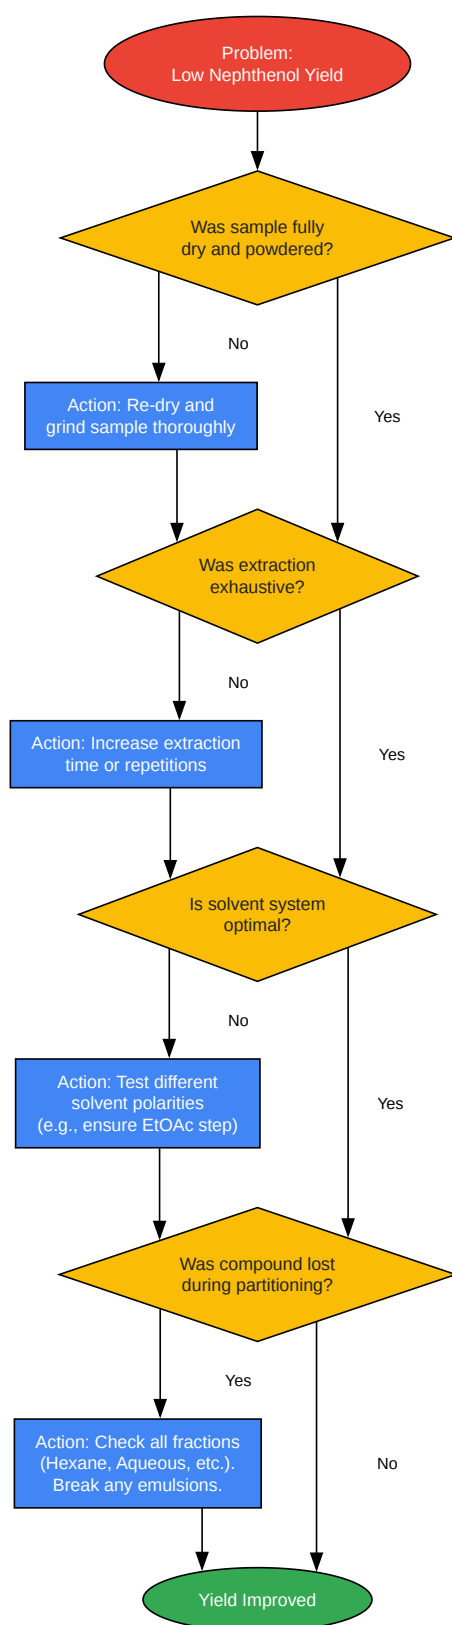 Problem:
Low Nephthenol Yield
Was sample fully
dry and powdered?
No
Action: Re-dry and
grind sample thoroughly
Yes
Was extraction
exhaustive?
No
Action: Increase extraction
time or repetitions
Yes
Is solvent system
optimal?
No
Action: Test different
solvent polarities
(e.g., ensure EtOAc step)
Yes
Was compound lost
during partitioning?
Yes
Action: Check all fractions
(Hexane, Aqueous, etc.).
Break any emulsions.
No
Yield Improved